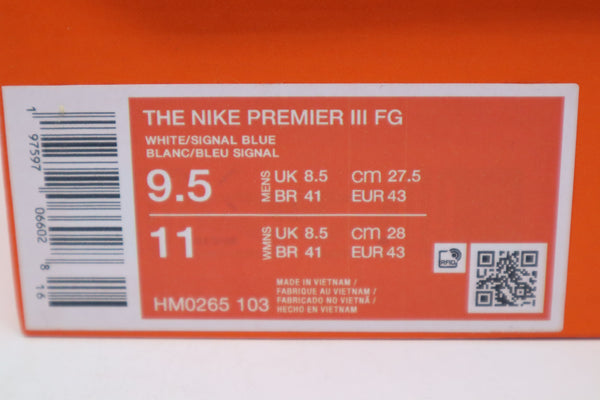 THE NIKE PREMIER III FG
WHITE/SIGNAL BLUE
BLANC/BLEU SIGNAL
9.5 MENS UK 8.5 cm 27.5
BR 41 EUR 43
11 WMNS UK 8.5 cm 28
BR 41 EUR 43
HM0265 103
MADE IN VIETNAM /
FABRIQUE AU VIETNAM /
FABRICADO NO VIETNÃ /
HECHO EN VIETNAM
RFID
1 97597 06602 8 16